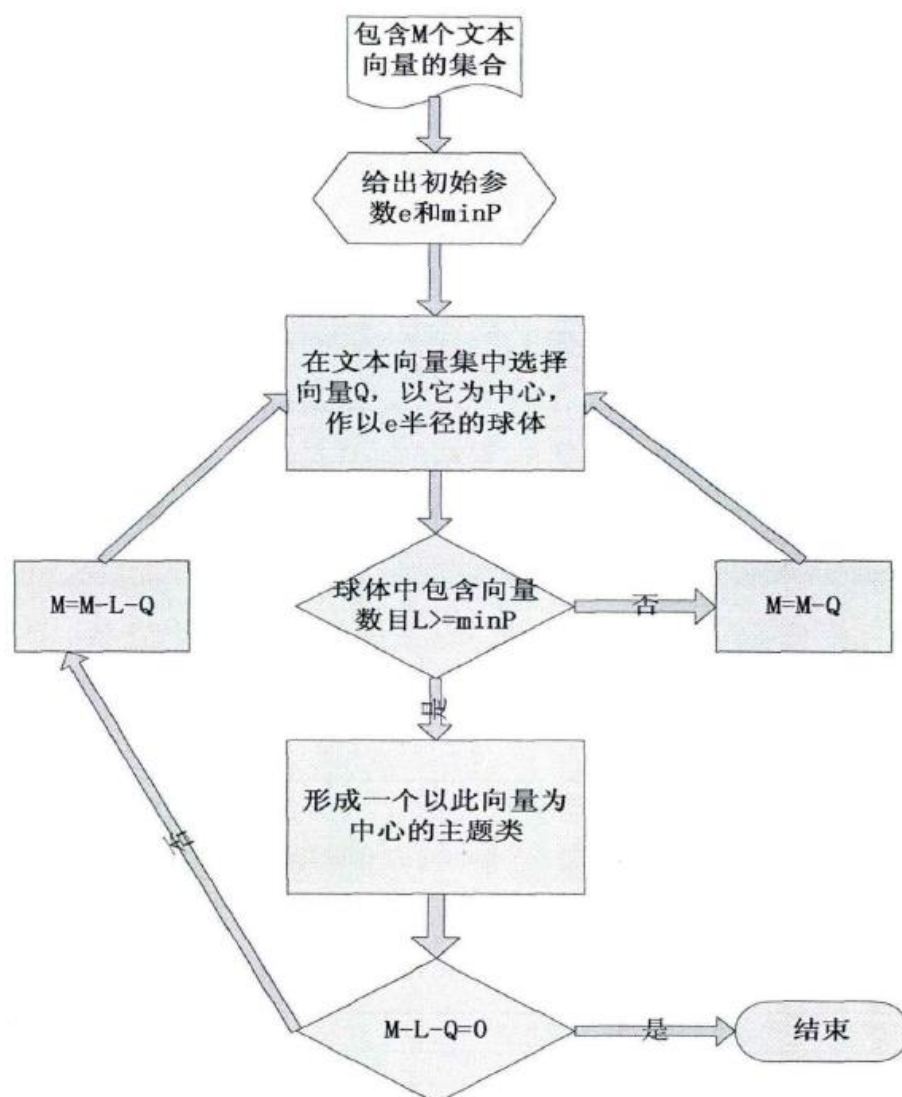 包含M个文本
向量的集合
给出初始参
数e和minP
在文本向量集中选择
向量Q，以它为中心，
作以e半径的球体
M=M-L-Q
球体中包含向量
数目L>=minP
否
M=M-Q
是
形成一个以此向量为
中心的主题类
否
M-L-Q=0
是
结束